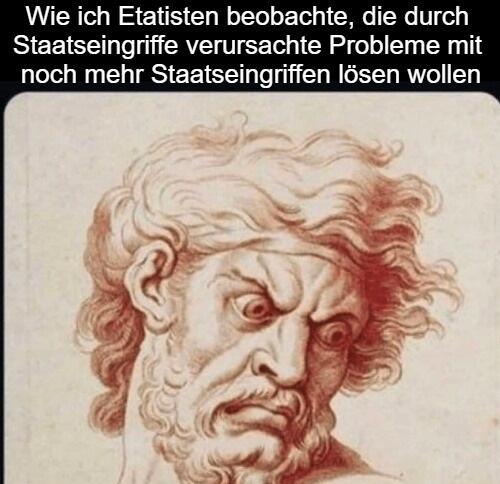 Wie ich Etatisten beobachte, die durch
Staatseingriffe verursachte Probleme mit
noch mehr Staatseingriffen lösen wollen